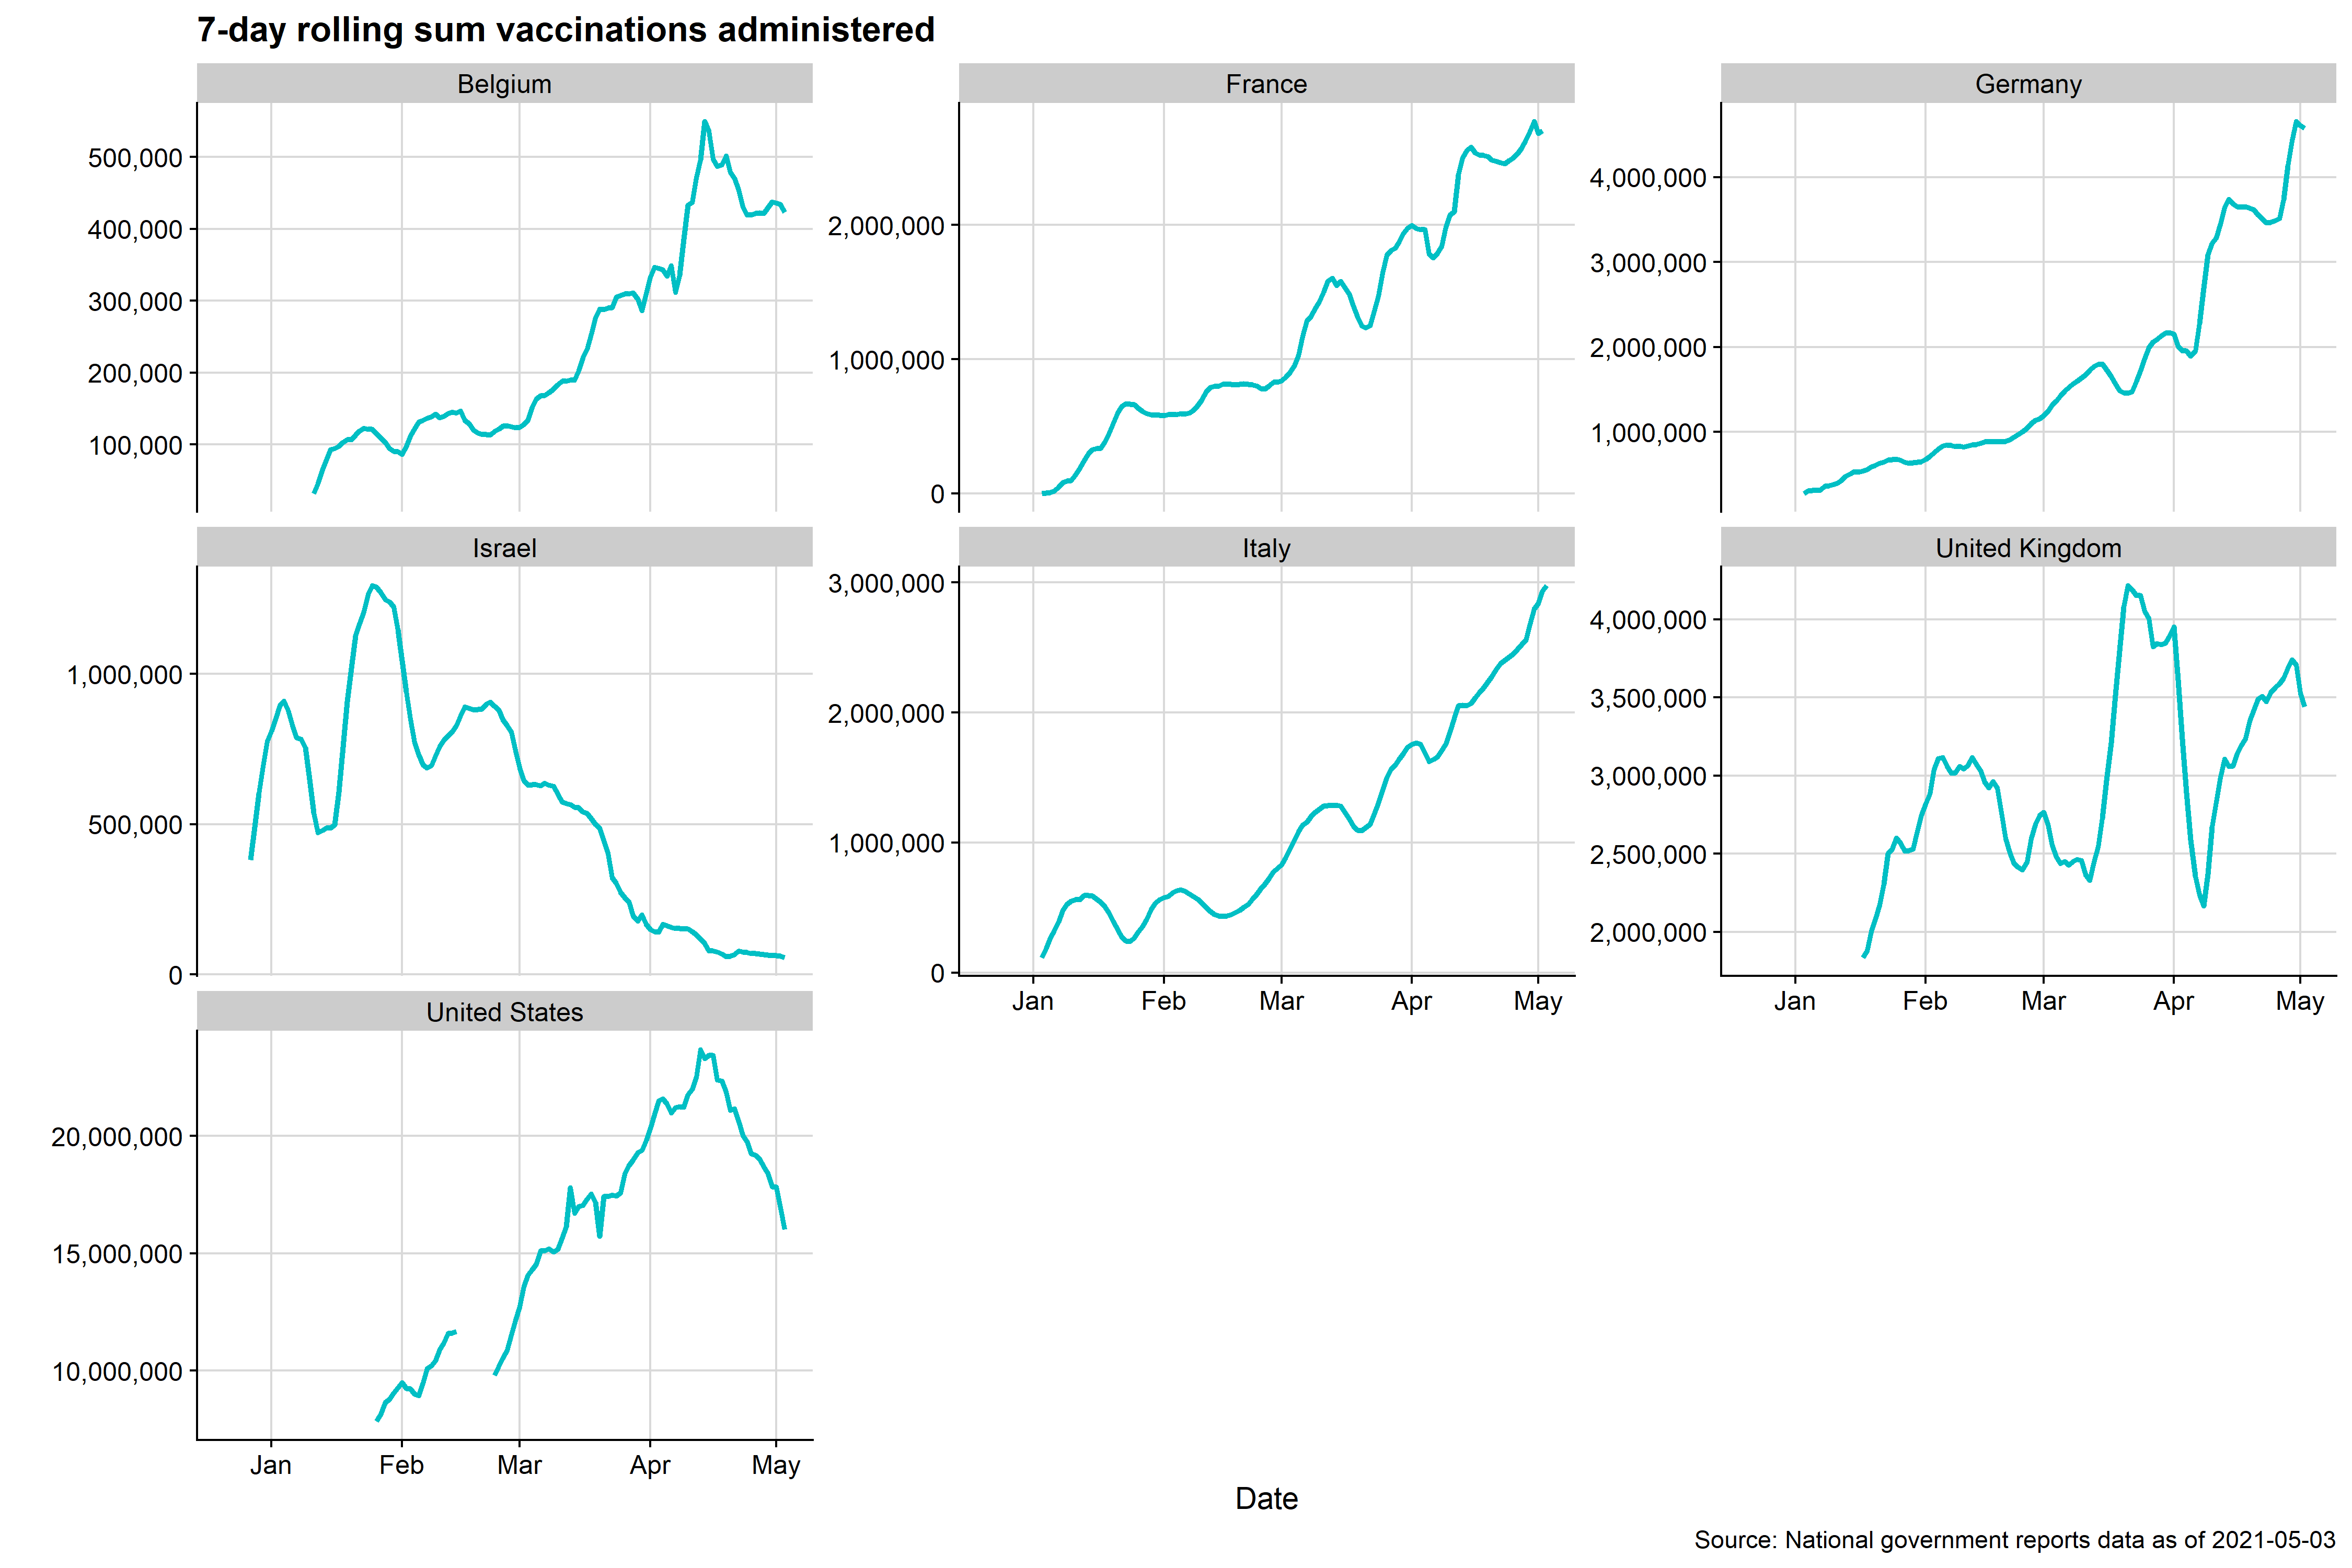 7-day rolling sum vaccinations administered
Belgium
France
Germany
500,000
400,000
300,000
200,000
100,000
2,000,000
1,000,000
0
4,000,000
3,000,000
2,000,000
1,000,000
Israel
Italy
United Kingdom
1,000,000
500,000
0
3,000,000
2,000,000
1,000,000
0
4,000,000
3,500,000
3,000,000
2,500,000
2,000,000
Jan Feb Mar Apr May
Jan Feb Mar Apr May
United States
20,000,000
15,000,000
10,000,000
Jan Feb Mar Apr May
Date
Source: National government reports data as of 2021-05-03